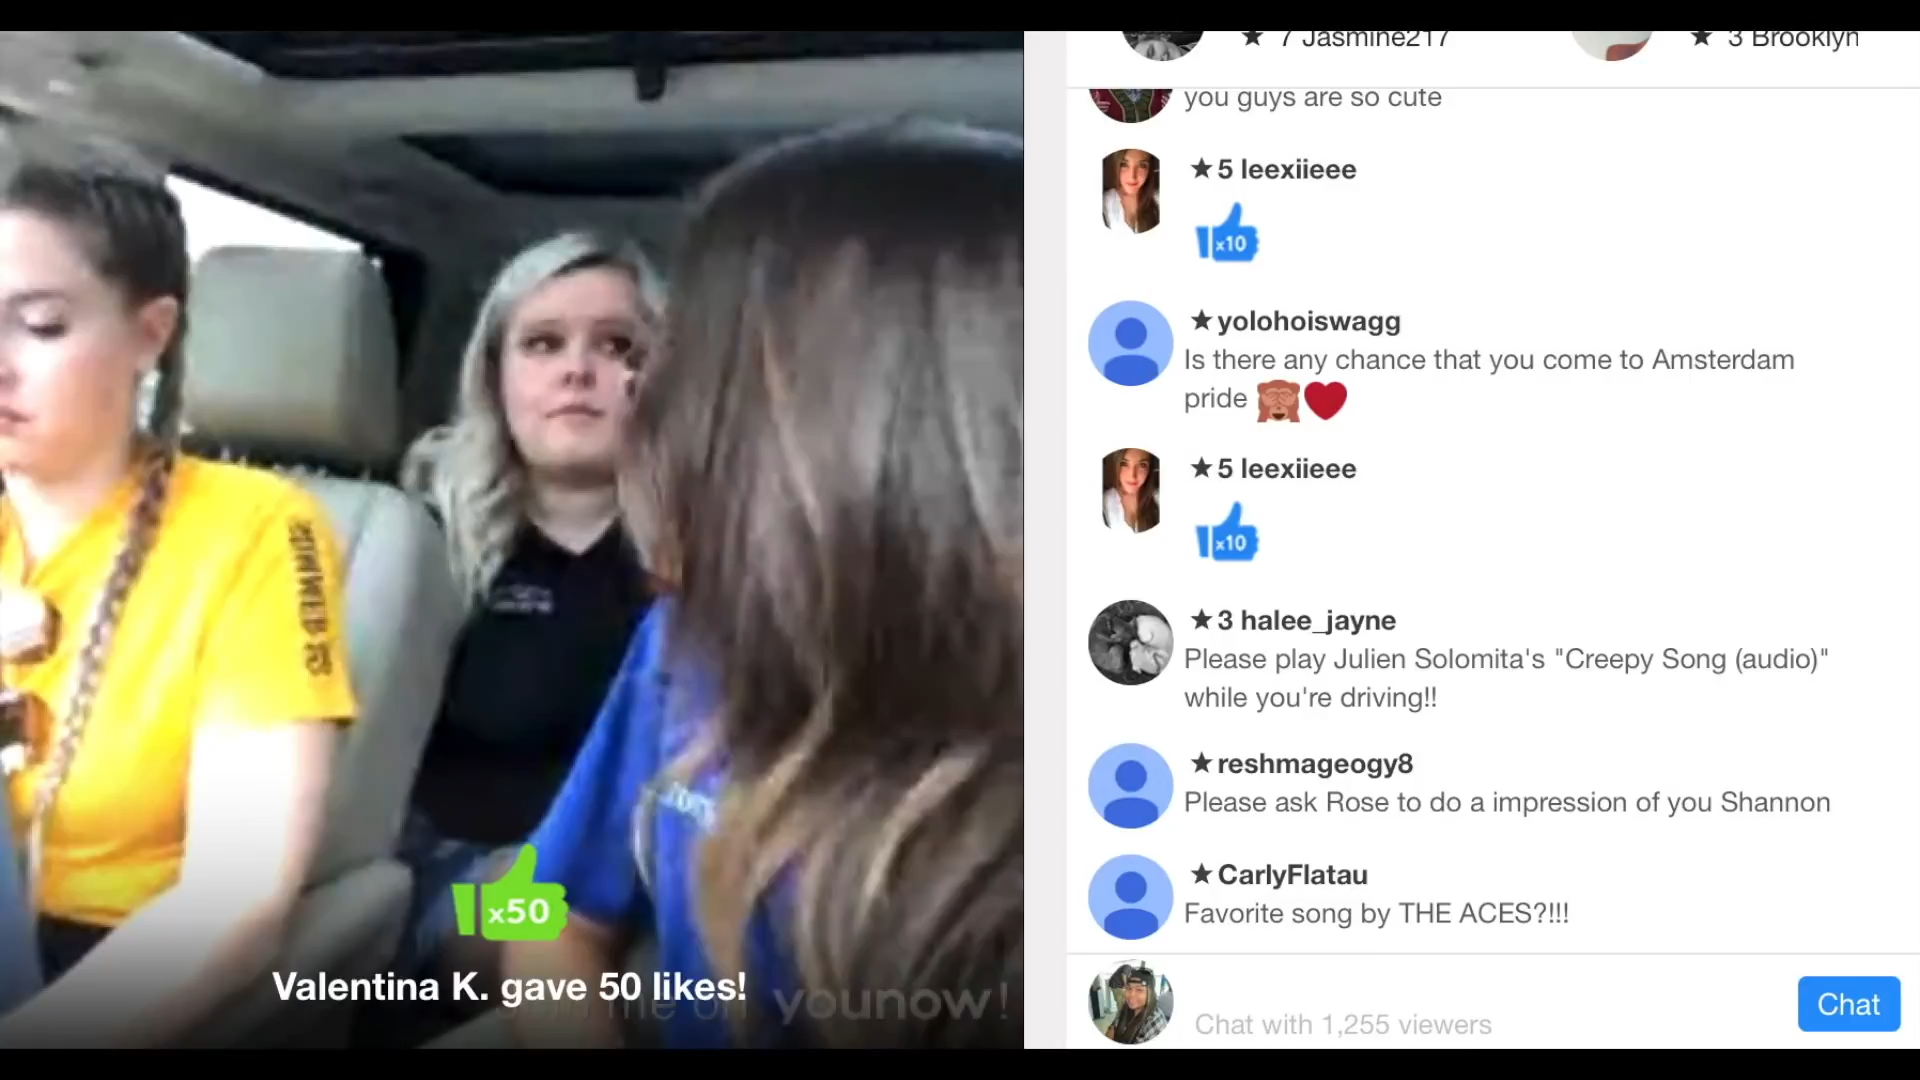 ★ 7 Jasmine217
★ 3 Brooklyn
you guys are so cute
★ 5 leexiieee
x10
★ yolohoiswagg
Is there any chance that you come to Amsterdam
pride 🙈❤️
★ 5 leexiieee
x10
★ 3 halee_jayne
Please play Julien Solomita's "Creepy Song (audio)"
while you're driving!!
★ reshmageogy8
Please ask Rose to do a impression of you Shannon
★ CarlyFlatau
Favorite song by THE ACES?!!!
Chat with 1,255 viewers
Chat
x50
Valentina K. gave 50 likes!
me on younow!